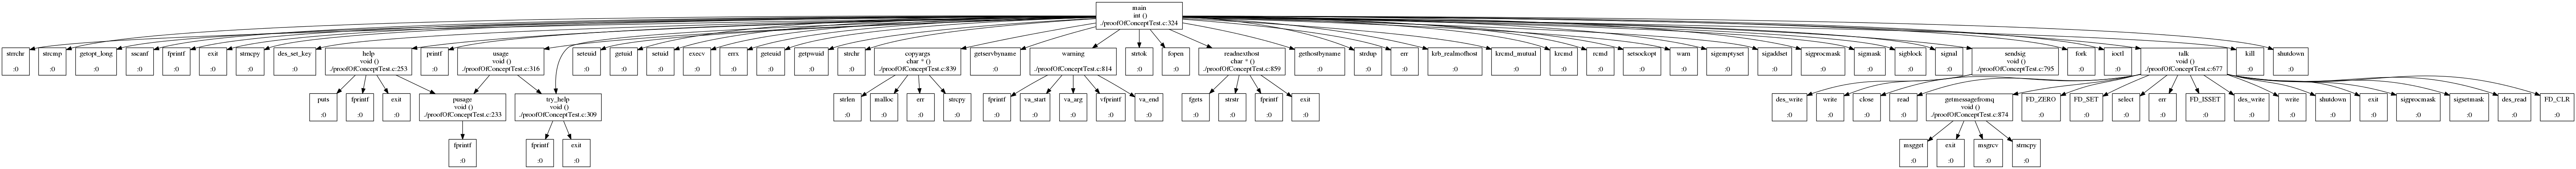 main
int ()
./proofOfConceptTest.c:324
strrchr
:0
strcmp
:0
getopt_long
:0
sscanf
:0
fprintf
:0
exit
:0
strncpy
:0
des_set_key
:0
help
void ()
./proofOfConceptTest.c:253
printf
:0
usage
void ()
./proofOfConceptTest.c:316
seteuid
:0
getuid
:0
setuid
:0
execv
:0
errx
:0
geteuid
:0
getpwuid
:0
strchr
:0
copyargs
char * ()
./proofOfConceptTest.c:839
getservbyname
:0
warning
void ()
./proofOfConceptTest.c:814
strtok
:0
fopen
:0
readnexthost
char * ()
./proofOfConceptTest.c:859
gethostbyname
:0
strdup
:0
err
:0
krb_realmofhost
:0
krcmd_mutual
:0
krcmd
:0
rcmd
:0
setsockopt
:0
warn
:0
sigemptyset
:0
sigaddset
:0
sigprocmask
:0
sigmask
:0
sigblock
:0
signal
:0
sendsig
void ()
./proofOfConceptTest.c:795
fork
:0
ioctl
:0
talk
void ()
./proofOfConceptTest.c:677
kill
:0
shutdown
:0
puts
:0
fprintf
:0
exit
:0
pusage
void ()
./proofOfConceptTest.c:233
try_help
void ()
./proofOfConceptTest.c:309
strlen
:0
malloc
:0
err
:0
strcpy
:0
fprintf
:0
va_start
:0
va_arg
:0
vfprintf
:0
va_end
:0
fgets
:0
strstr
:0
fprintf
:0
exit
:0
des_write
:0
write
:0
close
:0
read
:0
getmessagefromq
void ()
./proofOfConceptTest.c:874
FD_ZERO
:0
FD_SET
:0
select
:0
err
:0
FD_ISSET
:0
des_write
:0
write
:0
shutdown
:0
exit
:0
sigprocmask
:0
sigsetmask
:0
des_read
:0
FD_CLR
:0
fprintf
:0
fprintf
:0
exit
:0
msgget
:0
exit
:0
msgrcv
:0
strncpy
:0